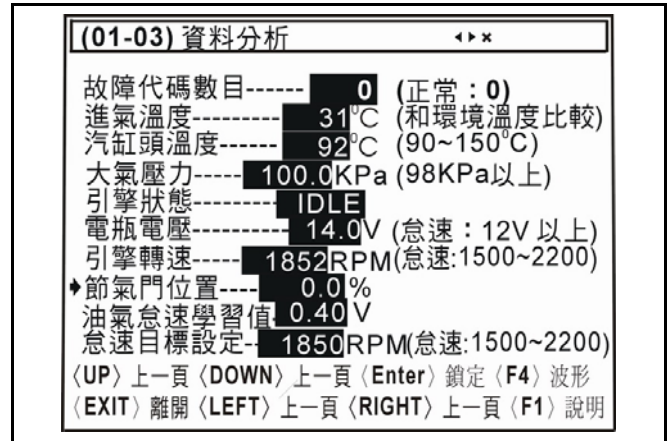 (01-03) 資料分析 ◂ ▸ ×
故障代碼數目------ 0 (正常：0)
進氣溫度--------- 31°C (和環境溫度比較)
汽缸頭溫度------- 92°C (90~150°C)
大氣壓力----- 100.0KPa (98KPa以上)
引擎狀態--------- IDLE
電瓶電壓--------- 14.0V (怠速：12V 以上)
引擎轉速----- 1852RPM(怠速:1500~2200)
➧節氣門位置---- 0.0 %
油氣怠速學習值- 0.40 V
怠速目標設定-- 1850RPM(怠速:1500~2200)
〈UP〉上一頁〈DOWN〉上一頁〈Enter〉鎖定〈F4〉波形
〈EXIT〉離開〈LEFT〉上一頁〈RIGHT〉上一頁〈F1〉說明